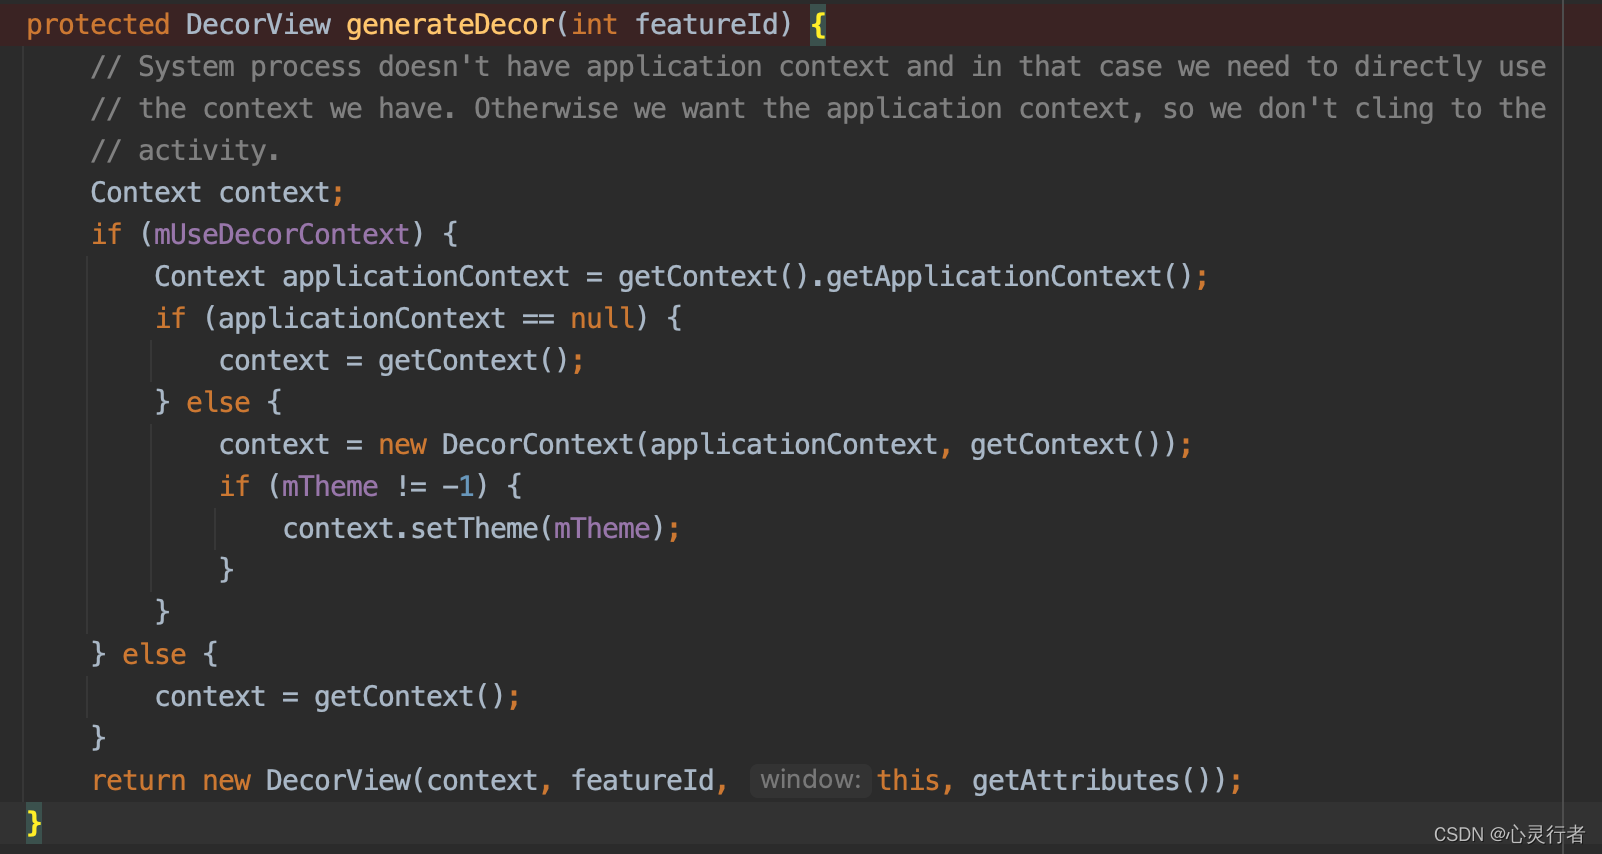 protected DecorView generateDecor(int featureId) {
    // System process doesn't have application context and in that case we need to directly use
    // the context we have. Otherwise we want the application context, so we don't cling to the
    // activity.
    Context context;
    if (mUseDecorContext) {
        Context applicationContext = getContext().getApplicationContext();
        if (applicationContext == null) {
            context = getContext();
        } else {
            context = new DecorContext(applicationContext, getContext());
            if (mTheme != -1) {
                context.setTheme(mTheme);
            }
        }
    } else {
        context = getContext();
    }
    return new DecorView(context, featureId, window: this, getAttributes());
}
CSDN @心灵行者